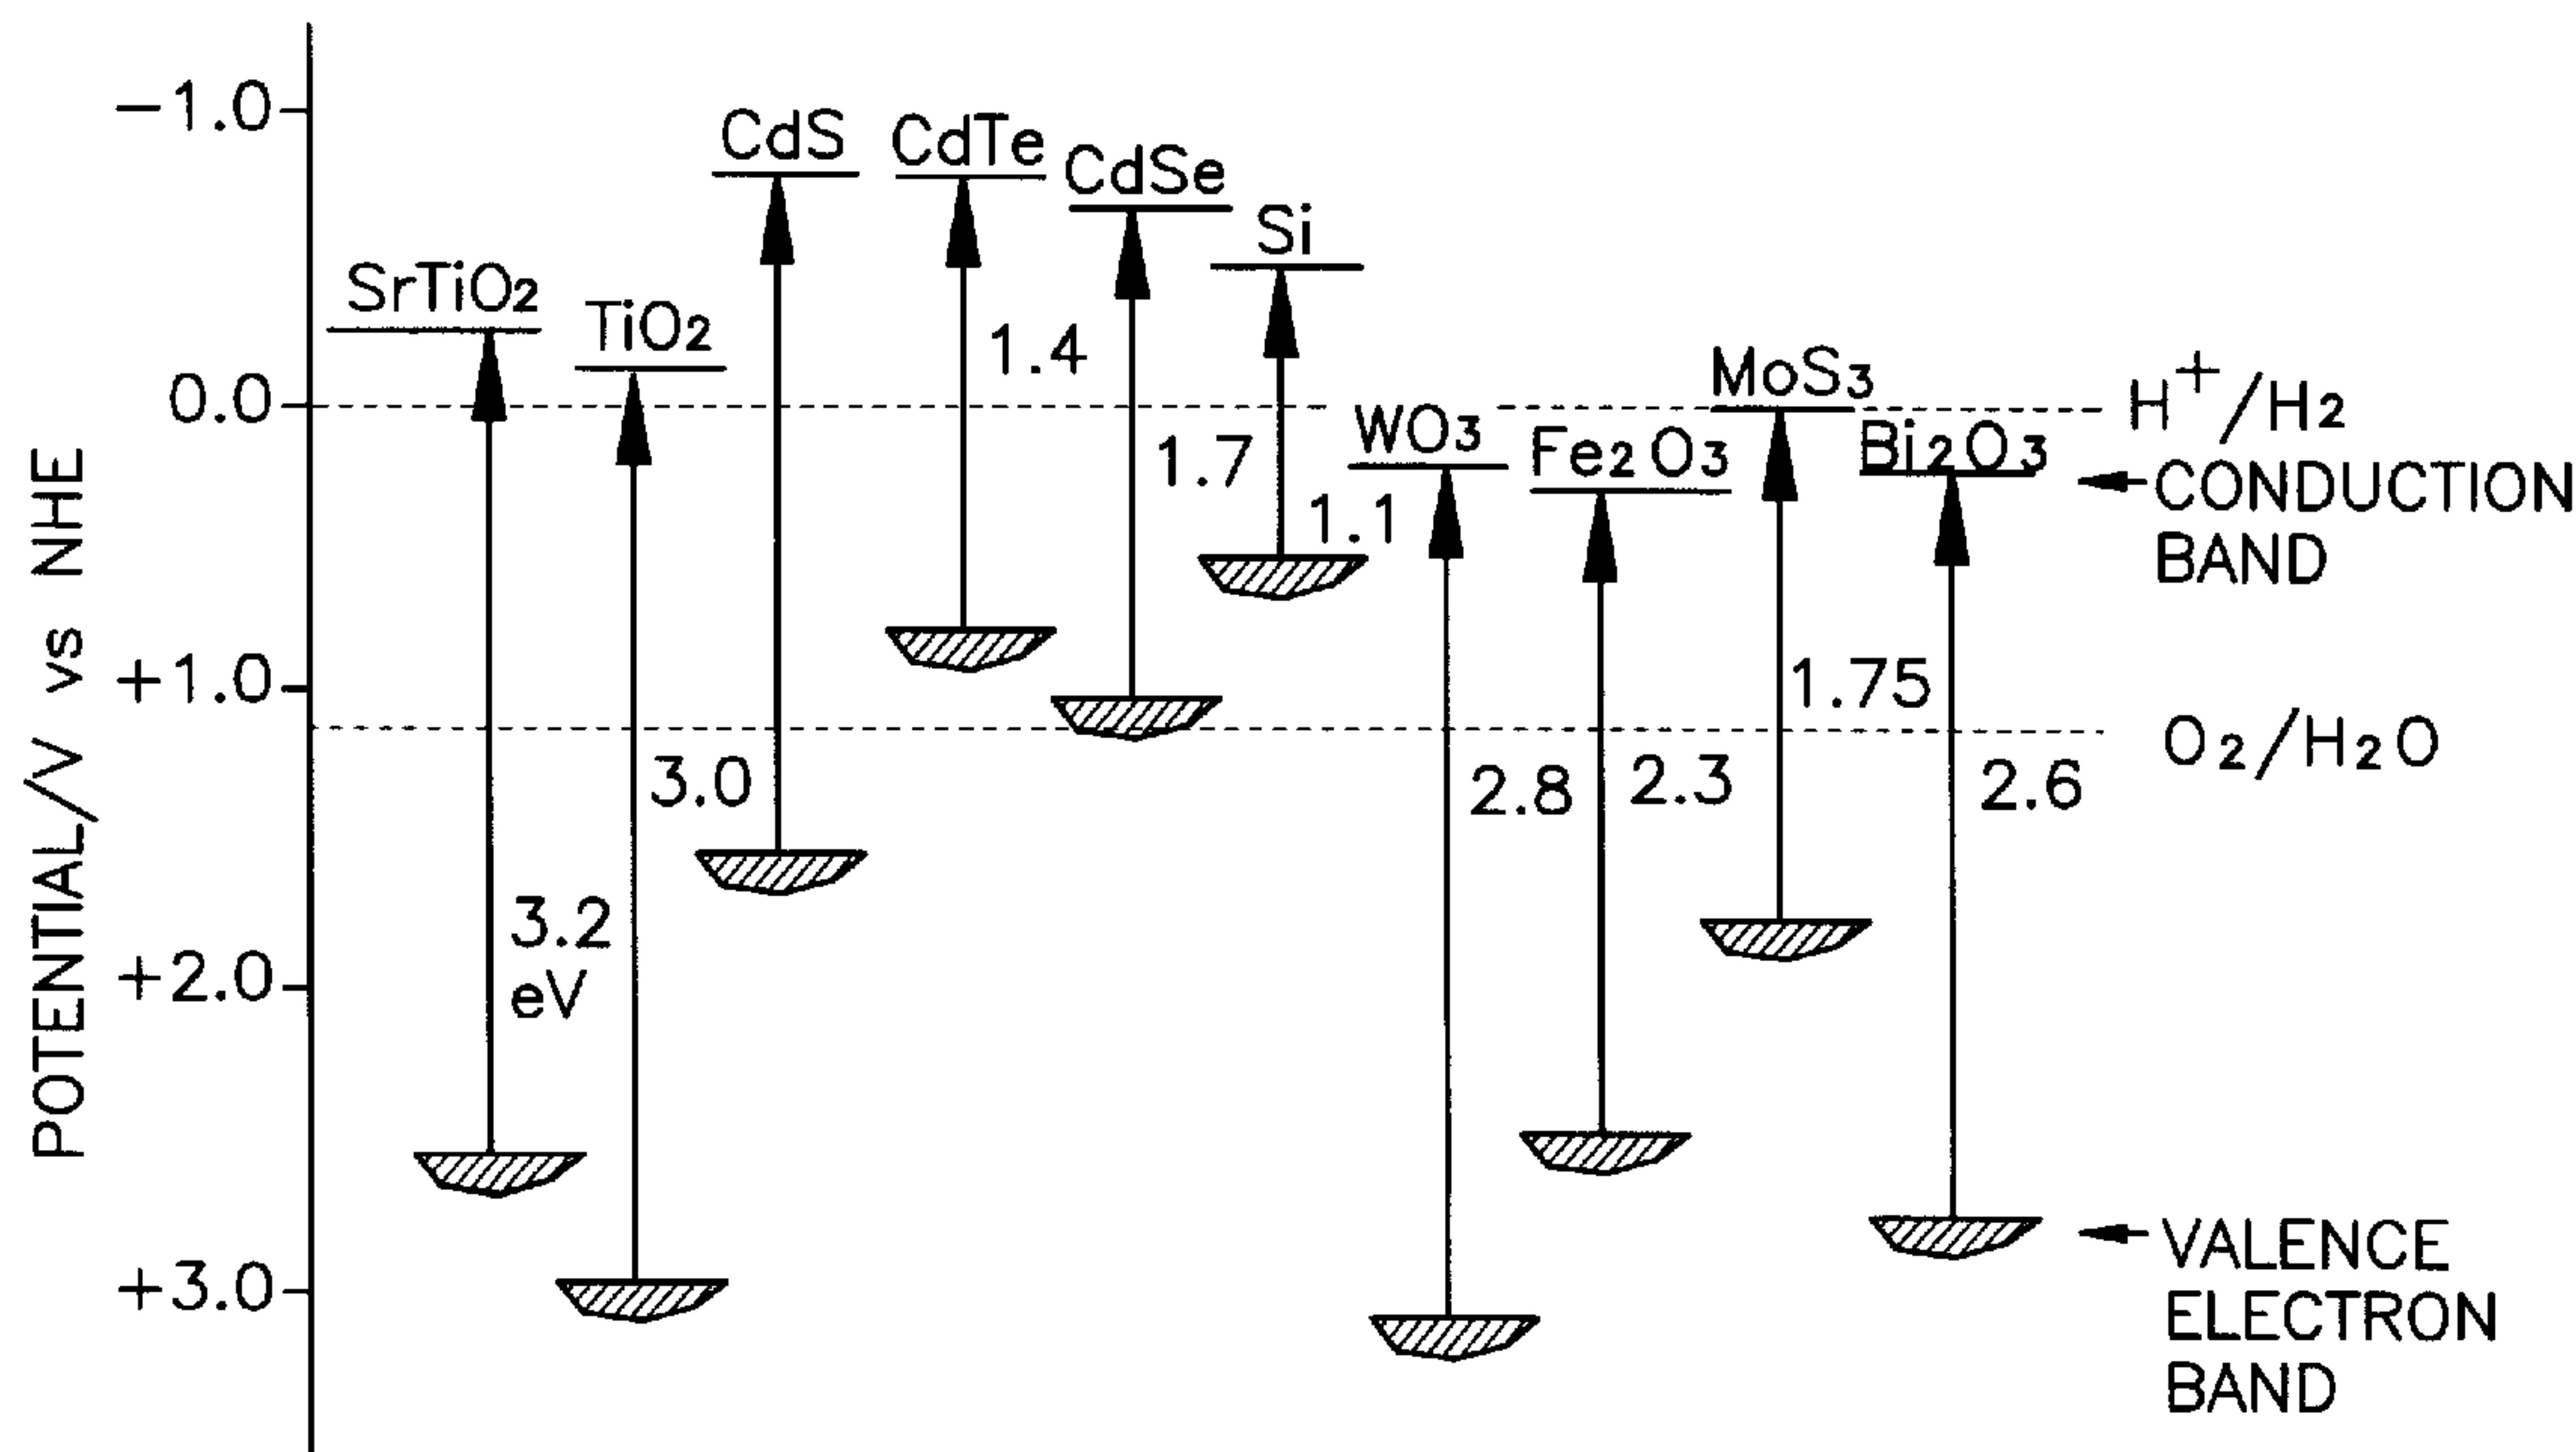 POTENTIAL/V vs NHE
-1.0
0.0
+1.0
+2.0
+3.0
SrTiO2
TiO2
CdS
CdTe
CdSe
Si
WO3
Fe2O3
MoS3
Bi2O3
3.2
eV
3.0
1.4
1.7
1.1
2.8
2.3
1.75
2.6
H+/H2
CONDUCTION
BAND
O2/H2O
VALENCE
ELECTRON
BAND